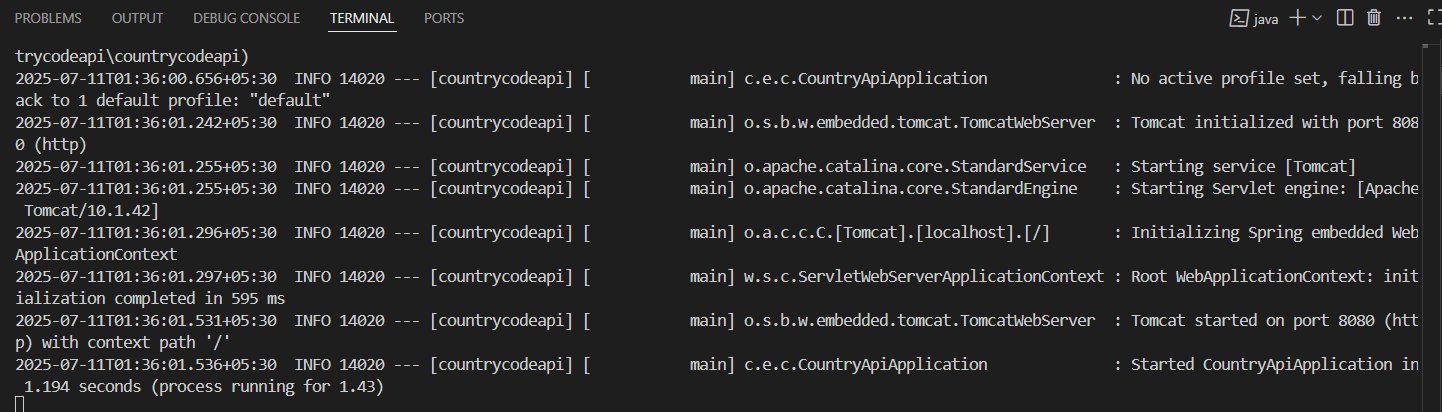 PROBLEMS OUTPUT DEBUG CONSOLE TERMINAL PORTS java
trycodeapi\countrycodeapi)
2025-07-11T01:36:00.656+05:30  INFO 14020 --- [countrycodeapi] [           main] c.e.c.CountryApiApplication              : No active profile set, falling b
ack to 1 default profile: "default"
2025-07-11T01:36:01.242+05:30  INFO 14020 --- [countrycodeapi] [           main] o.s.b.w.embedded.tomcat.TomcatWebServer  : Tomcat initialized with port 808
0 (http)
2025-07-11T01:36:01.255+05:30  INFO 14020 --- [countrycodeapi] [           main] o.apache.catalina.core.StandardService   : Starting service [Tomcat]
2025-07-11T01:36:01.255+05:30  INFO 14020 --- [countrycodeapi] [           main] o.apache.catalina.core.StandardEngine    : Starting Servlet engine: [Apache
 Tomcat/10.1.42]
2025-07-11T01:36:01.296+05:30  INFO 14020 --- [countrycodeapi] [           main] o.a.c.c.C.[Tomcat].[localhost].[/]       : Initializing Spring embedded Web
ApplicationContext
2025-07-11T01:36:01.297+05:30  INFO 14020 --- [countrycodeapi] [           main] w.s.c.ServletWebServerApplicationContext : Root WebApplicationContext: init
ialization completed in 595 ms
2025-07-11T01:36:01.531+05:30  INFO 14020 --- [countrycodeapi] [           main] o.s.b.w.embedded.tomcat.TomcatWebServer  : Tomcat started on port 8080 (htt
p) with context path '/'
2025-07-11T01:36:01.536+05:30  INFO 14020 --- [countrycodeapi] [           main] c.e.c.CountryApiApplication              : Started CountryApiApplication in
 1.194 seconds (process running for 1.43)